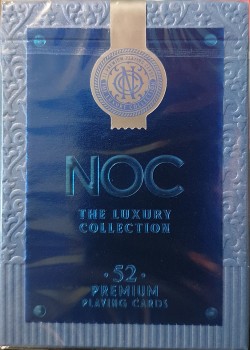 NOC
THE LUXURY
COLLECTION
· 52 ·
PREMIUM
PLAYING CARDS